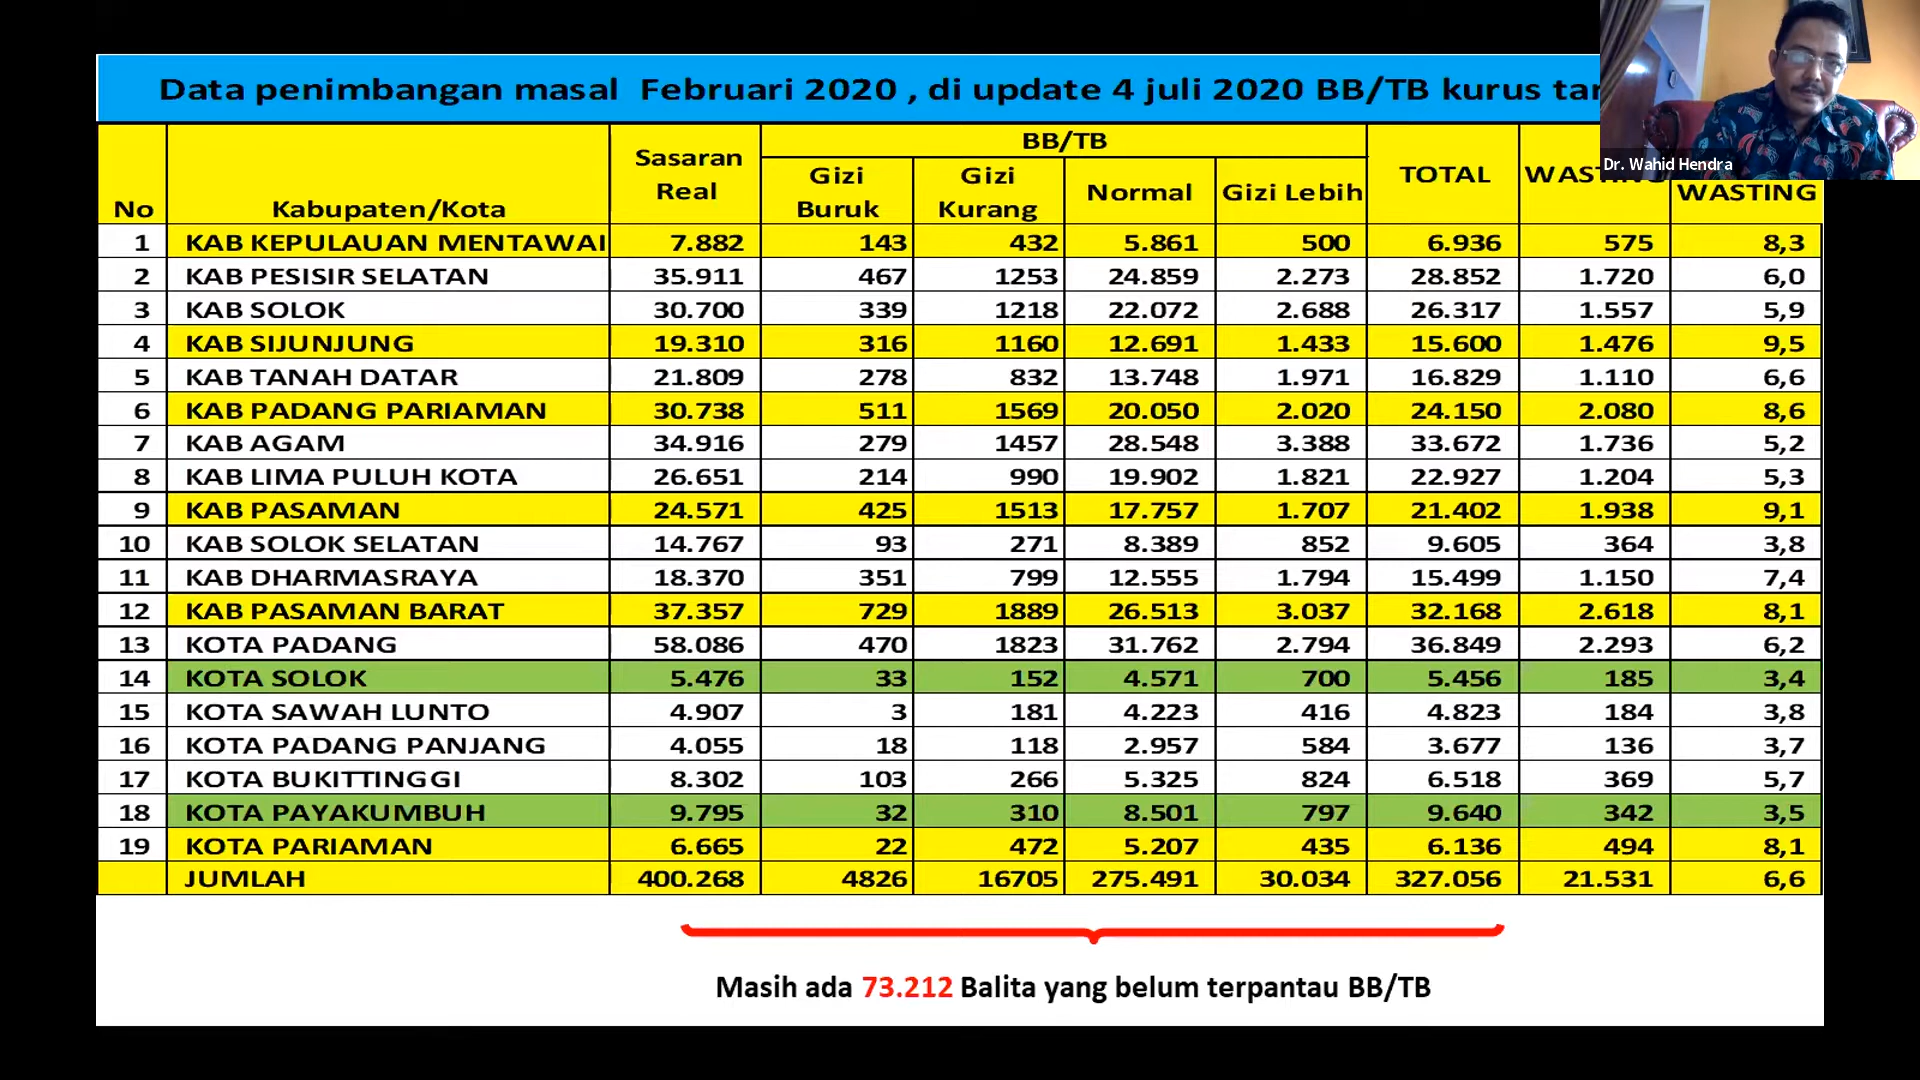 Data penimbangan masal Februari 2020 , di update 4 juli 2020 BB/TB kurus
Dr. Wahid Hendra
No Kabupaten/Kota Sasaran Real BB/TB TOTAL WASTING
Gizi Buruk Gizi Kurang Normal Gizi Lebih WASTING
1 KAB KEPULAUAN MENTAWAI 7.882 143 432 5.861 500 6.936 575 8,3
2 KAB PESISIR SELATAN 35.911 467 1253 24.859 2.273 28.852 1.720 6,0
3 KAB SOLOK 30.700 339 1218 22.072 2.688 26.317 1.557 5,9
4 KAB SIJUNJUNG 19.310 316 1160 12.691 1.433 15.600 1.476 9,5
5 KAB TANAH DATAR 21.809 278 832 13.748 1.971 16.829 1.110 6,6
6 KAB PADANG PARIAMAN 30.738 511 1569 20.050 2.020 24.150 2.080 8,6
7 KAB AGAM 34.916 279 1457 28.548 3.388 33.672 1.736 5,2
8 KAB LIMA PULUH KOTA 26.651 214 990 19.902 1.821 22.927 1.204 5,3
9 KAB PASAMAN 24.571 425 1513 17.757 1.707 21.402 1.938 9,1
10 KAB SOLOK SELATAN 14.767 93 271 8.389 852 9.605 364 3,8
11 KAB DHARMASRAYA 18.370 351 799 12.555 1.794 15.499 1.150 7,4
12 KAB PASAMAN BARAT 37.357 729 1889 26.513 3.037 32.168 2.618 8,1
13 KOTA PADANG 58.086 470 1823 31.762 2.794 36.849 2.293 6,2
14 KOTA SOLOK 5.476 33 152 4.571 700 5.456 185 3,4
15 KOTA SAWAH LUNTO 4.907 3 181 4.223 416 4.823 184 3,8
16 KOTA PADANG PANJANG 4.055 18 118 2.957 584 3.677 136 3,7
17 KOTA BUKITTINGGI 8.302 103 266 5.325 824 6.518 369 5,7
18 KOTA PAYAKUMBUH 9.795 32 310 8.501 797 9.640 342 3,5
19 KOTA PARIAMAN 6.665 22 472 5.207 435 6.136 494 8,1
JUMLAH 400.268 4826 16705 275.491 30.034 327.056 21.531 6,6
Masih ada 73.212 Balita yang belum terpantau BB/TB